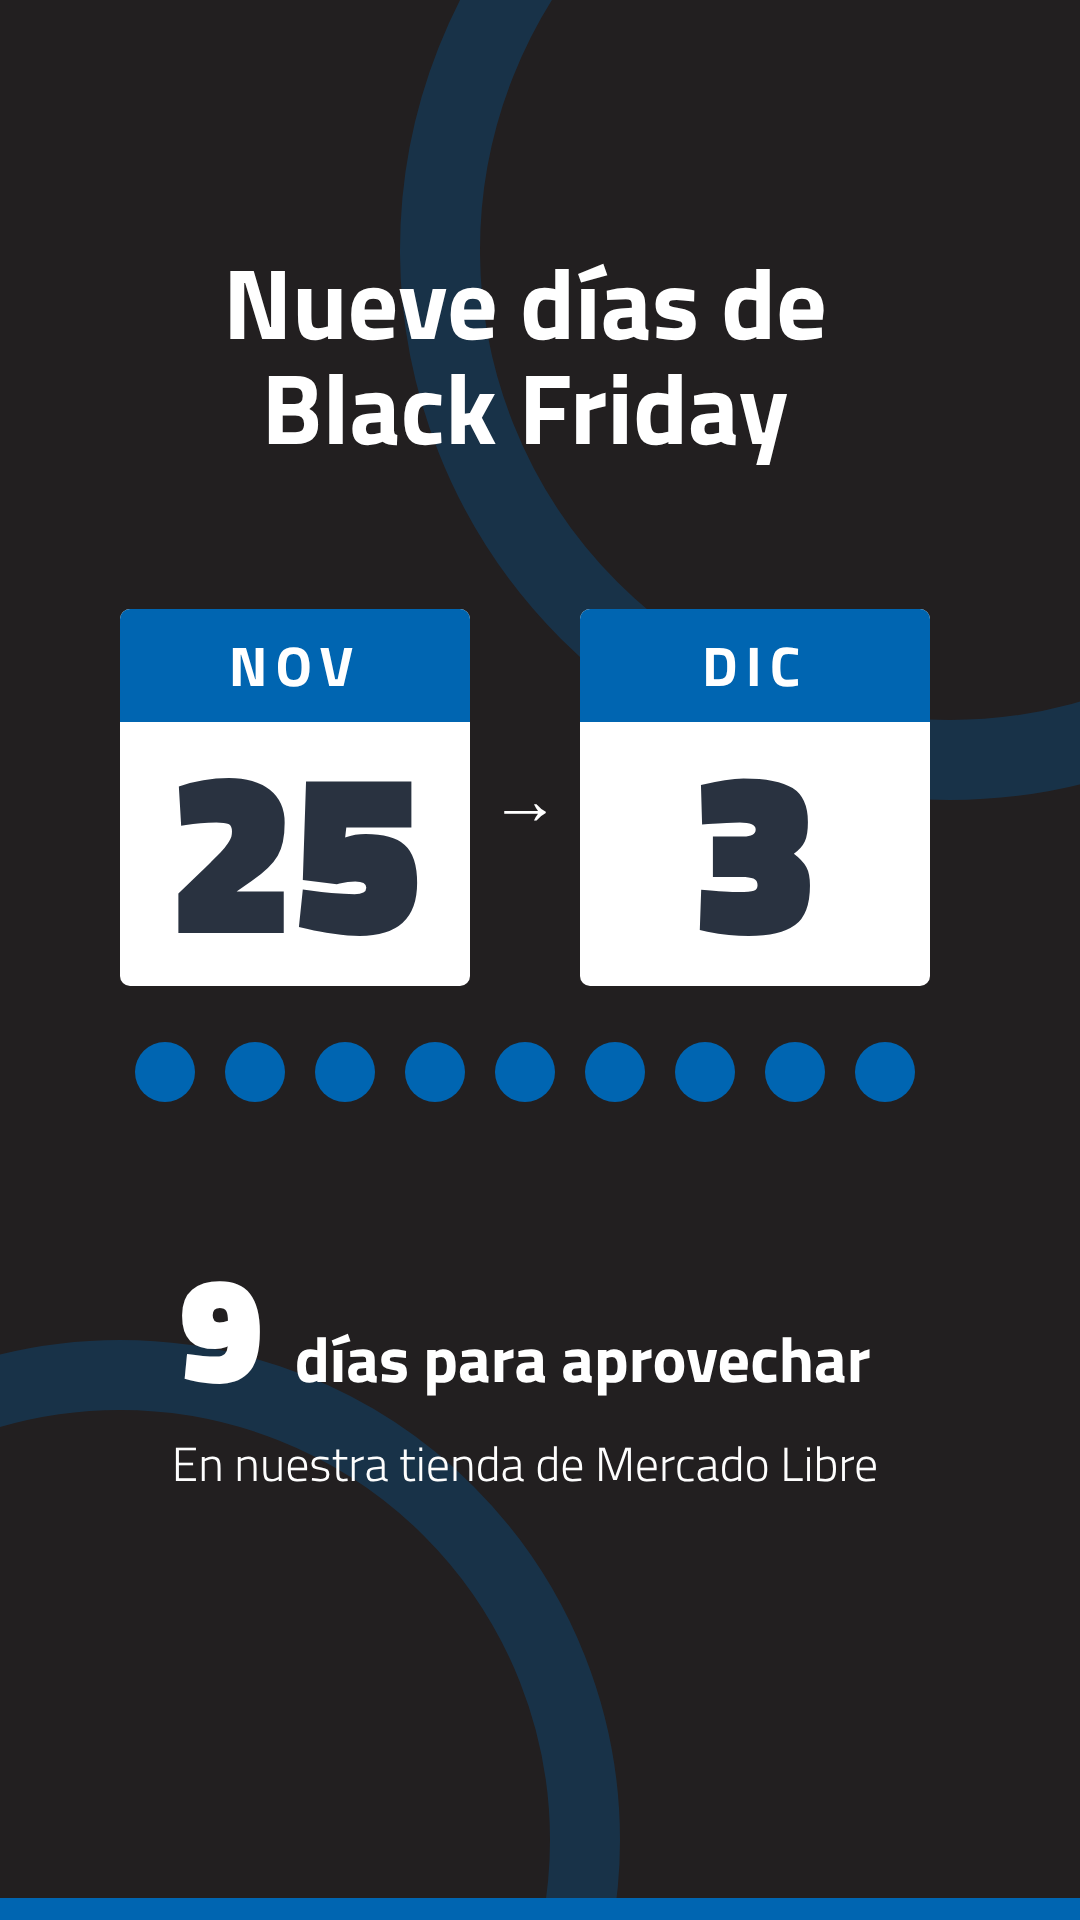 Nueve días de
Black Friday
NOV
25
→
DIC
3
9 días para aprovechar
En nuestra tienda de Mercado Libre